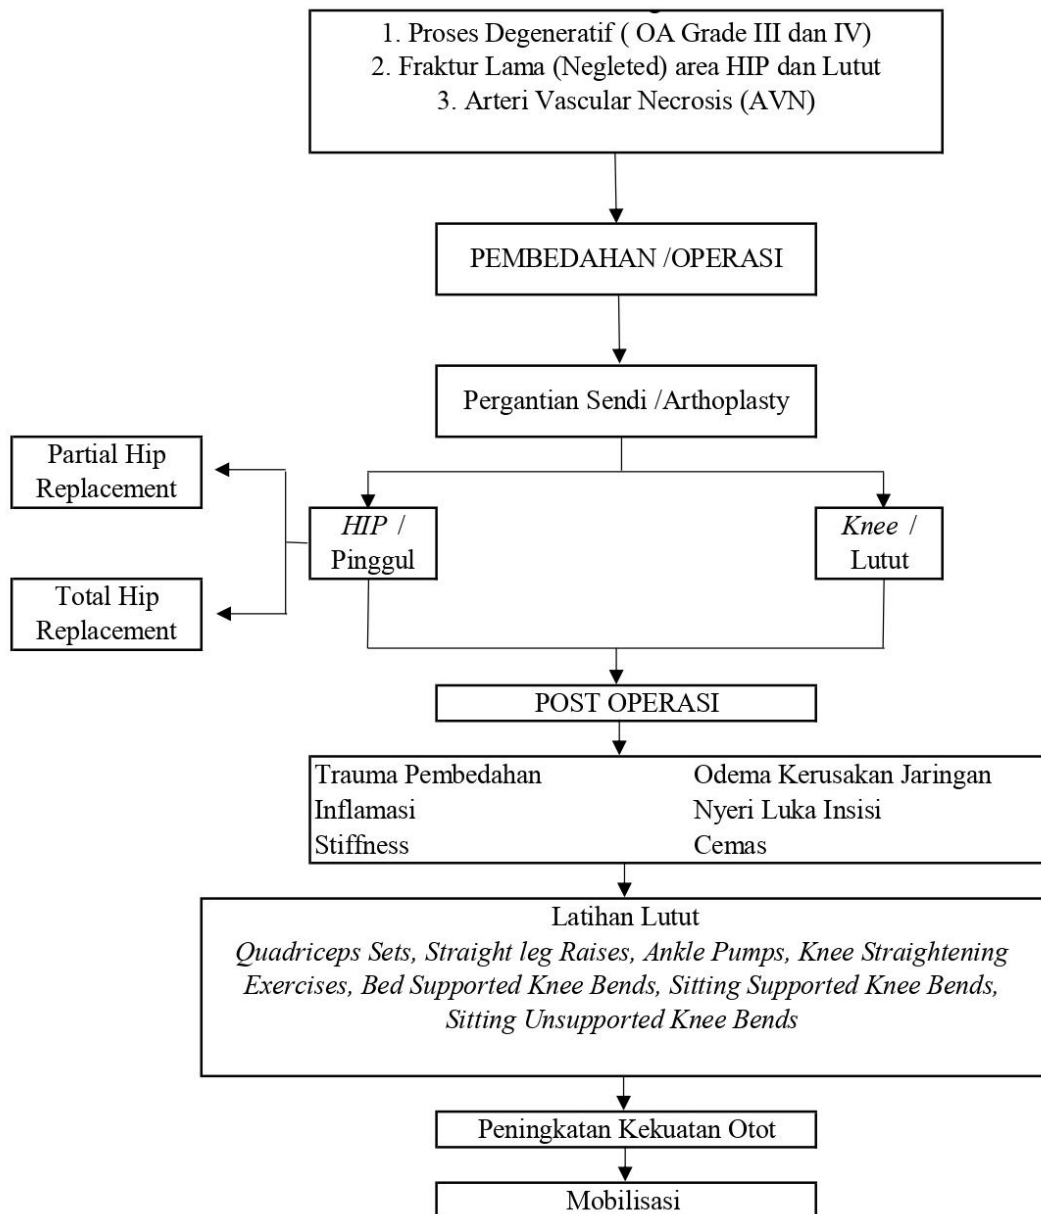 1. Proses Degeneratif ( OA Grade III dan IV)
2. Fraktur Lama (Negleted) area HIP dan Lutut
3. Arteri Vascular Necrosis (AVN)
PEMBEDAHAN /OPERASI
Pergantian Sendi /Arthoplasty
Partial Hip
Replacement
HIP /
Pinggul
Knee /
Lutut
Total Hip
Replacement
POST OPERASI
Trauma Pembedahan
Inflamasi
Stiffness
Odema Kerusakan Jaringan
Nyeri Luka Insisi
Cemas
Latihan Lutut
Quadriceps Sets, Straight leg Raises, Ankle Pumps, Knee Straightening
Exercises, Bed Supported Knee Bends, Sitting Supported Knee Bends,
Sitting Unsupported Knee Bends
Peningkatan Kekuatan Otot
Mobilisasi